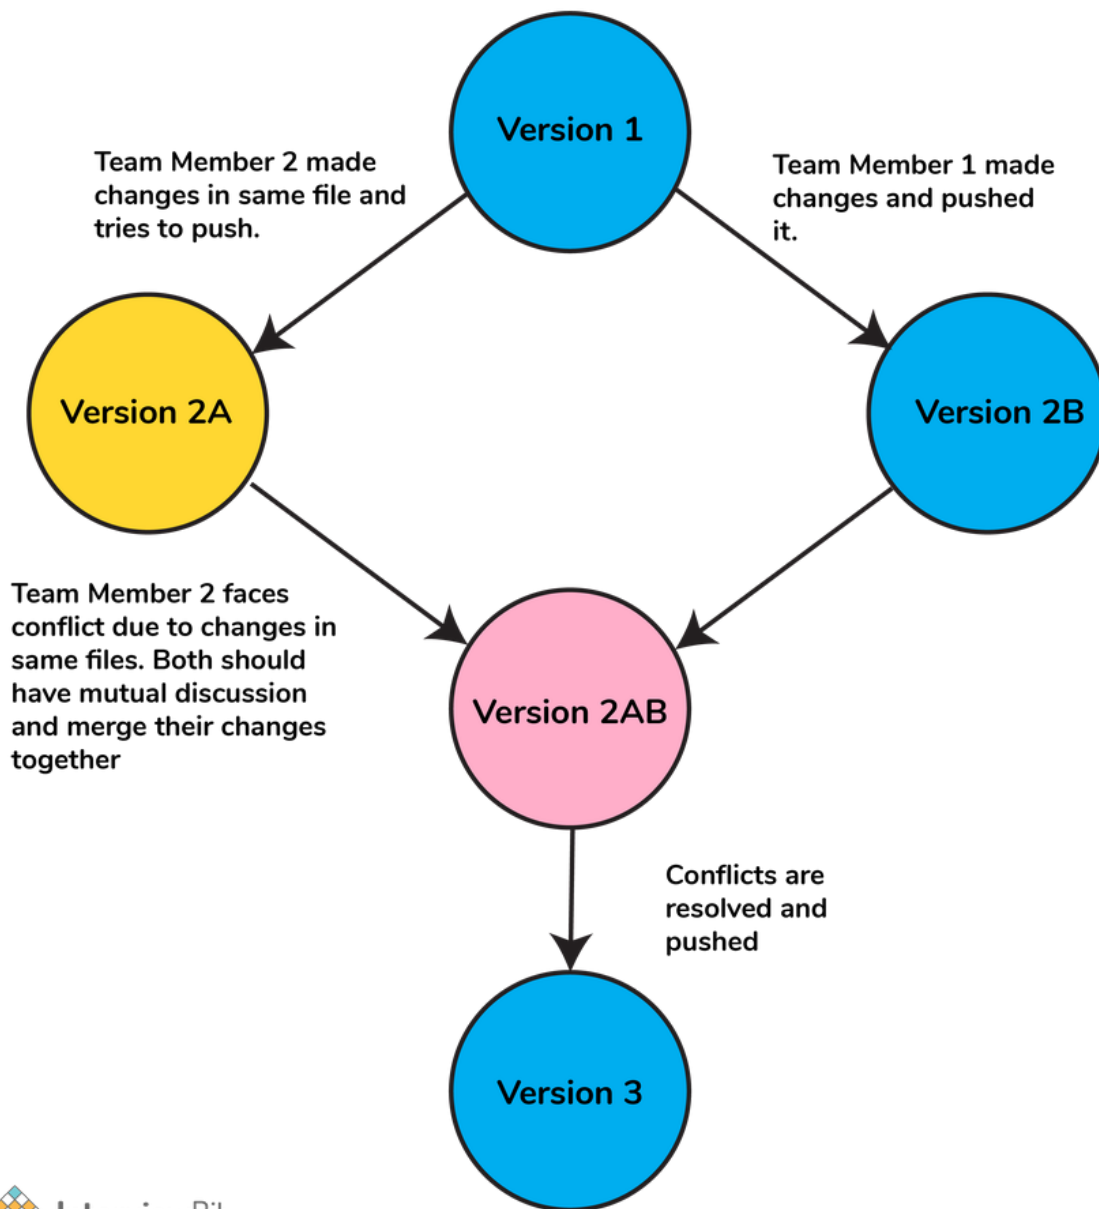 Version 1
Team Member 2 made
changes in same file and
tries to push.
Team Member 1 made
changes and pushed
it.
Version 2A
Version 2B
Team Member 2 faces
conflict due to changes in
same files. Both should
have mutual discussion
and merge their changes
together
Version 2AB
Conflicts are
resolved and
pushed
Version 3